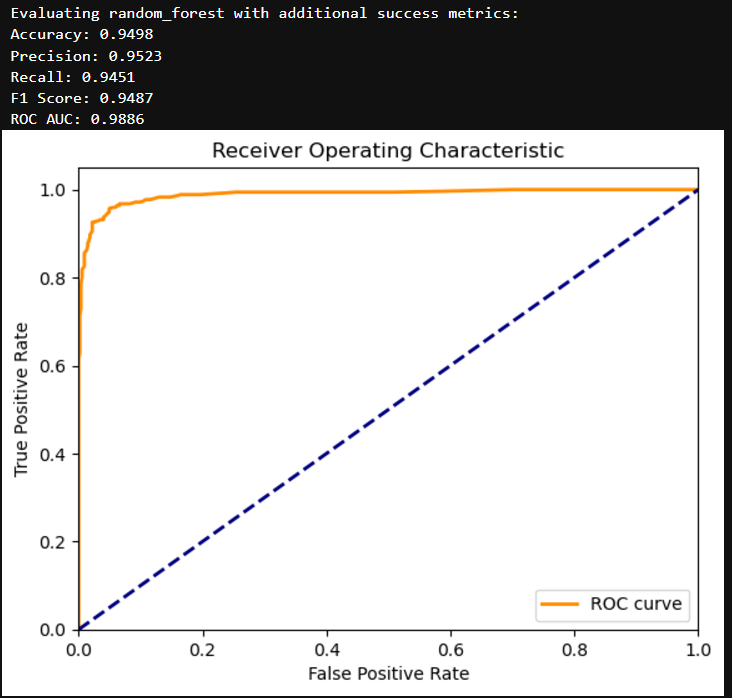 Evaluating random_forest with additional success metrics:
Accuracy: 0.9498
Precision: 0.9523
Recall: 0.9451
F1 Score: 0.9487
ROC AUC: 0.9886
Receiver Operating Characteristic
1.0
0.8
0.6
0.4
0.2
0.0
True Positive Rate
ROC curve
0.0 0.2 0.4 0.6 0.8 1.0
False Positive Rate